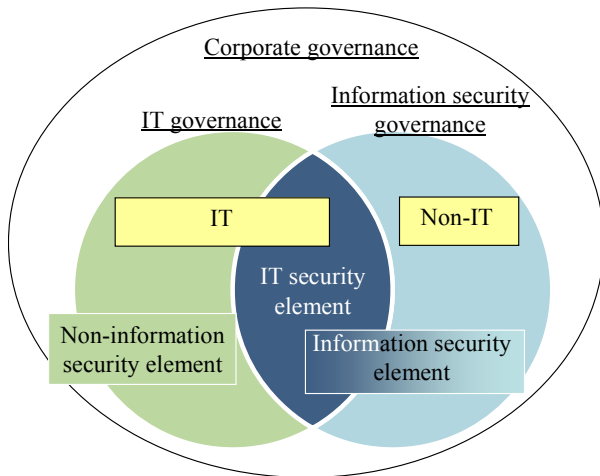 Corporate governance
Information security
governance
IT governance
IT
Non-IT
IT security
element
Non-information
security element
Information security
element